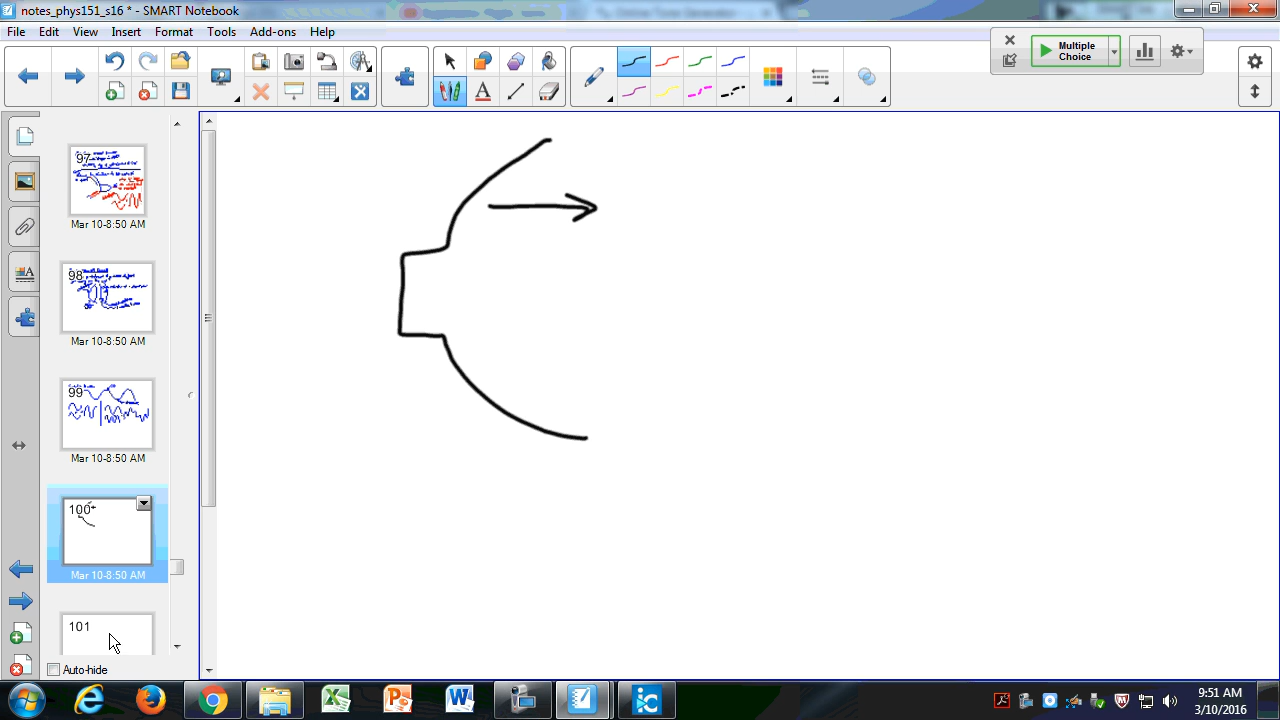 notes_phys151_s16 * - SMART Notebook
File Edit View Insert Format Tools Add-ons Help
Multiple
Choice
97
Mar 10-8:50 AM
98
Mar 10-8:50 AM
99
Mar 10-8:50 AM
100
Mar 10-8:50 AM
101
Auto-hide
9:51 AM
3/10/2016